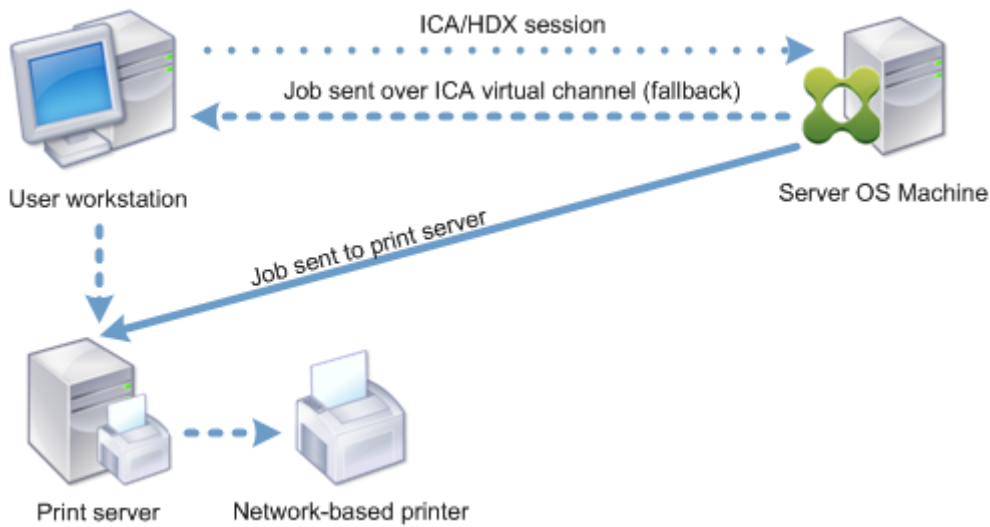 ICA/HDX session
Job sent over ICA virtual channel (fallback)
User workstation
Server OS Machine
Job sent to print server
Print server
Network-based printer